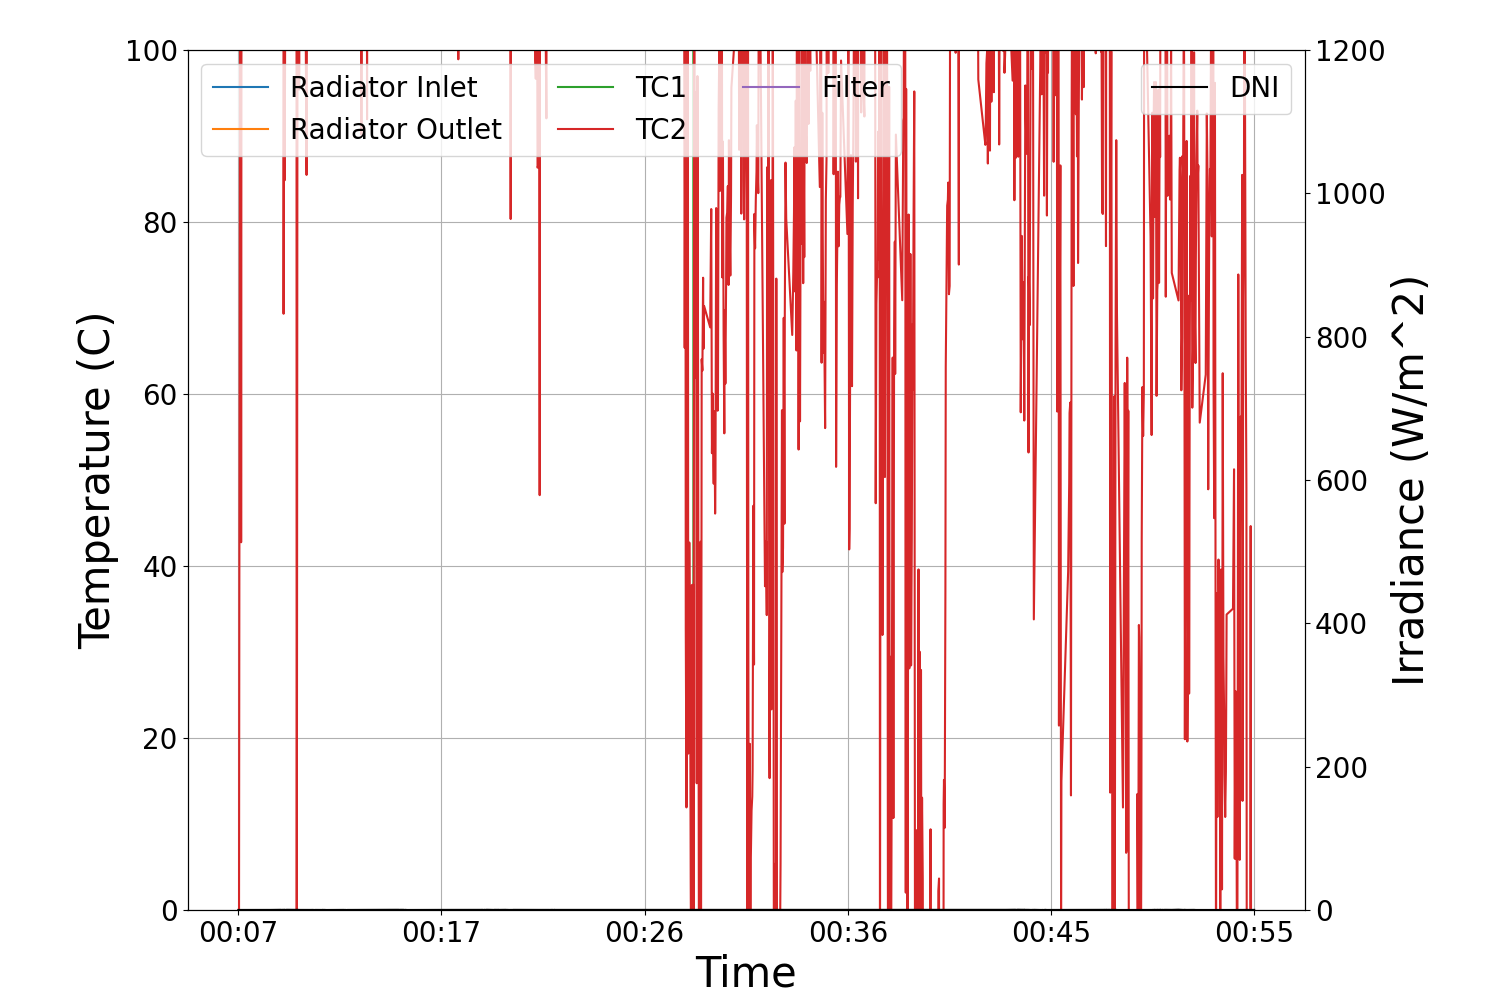 Radiator Inlet
Radiator Outlet
TC1
TC2
Filter
DNI
100
80
60
40
20
0
Temperature (C)
1200
1000
800
600
400
200
0
Irradiance (W/m^2)
00:07 00:17 00:26 00:36 00:45 00:55
Time